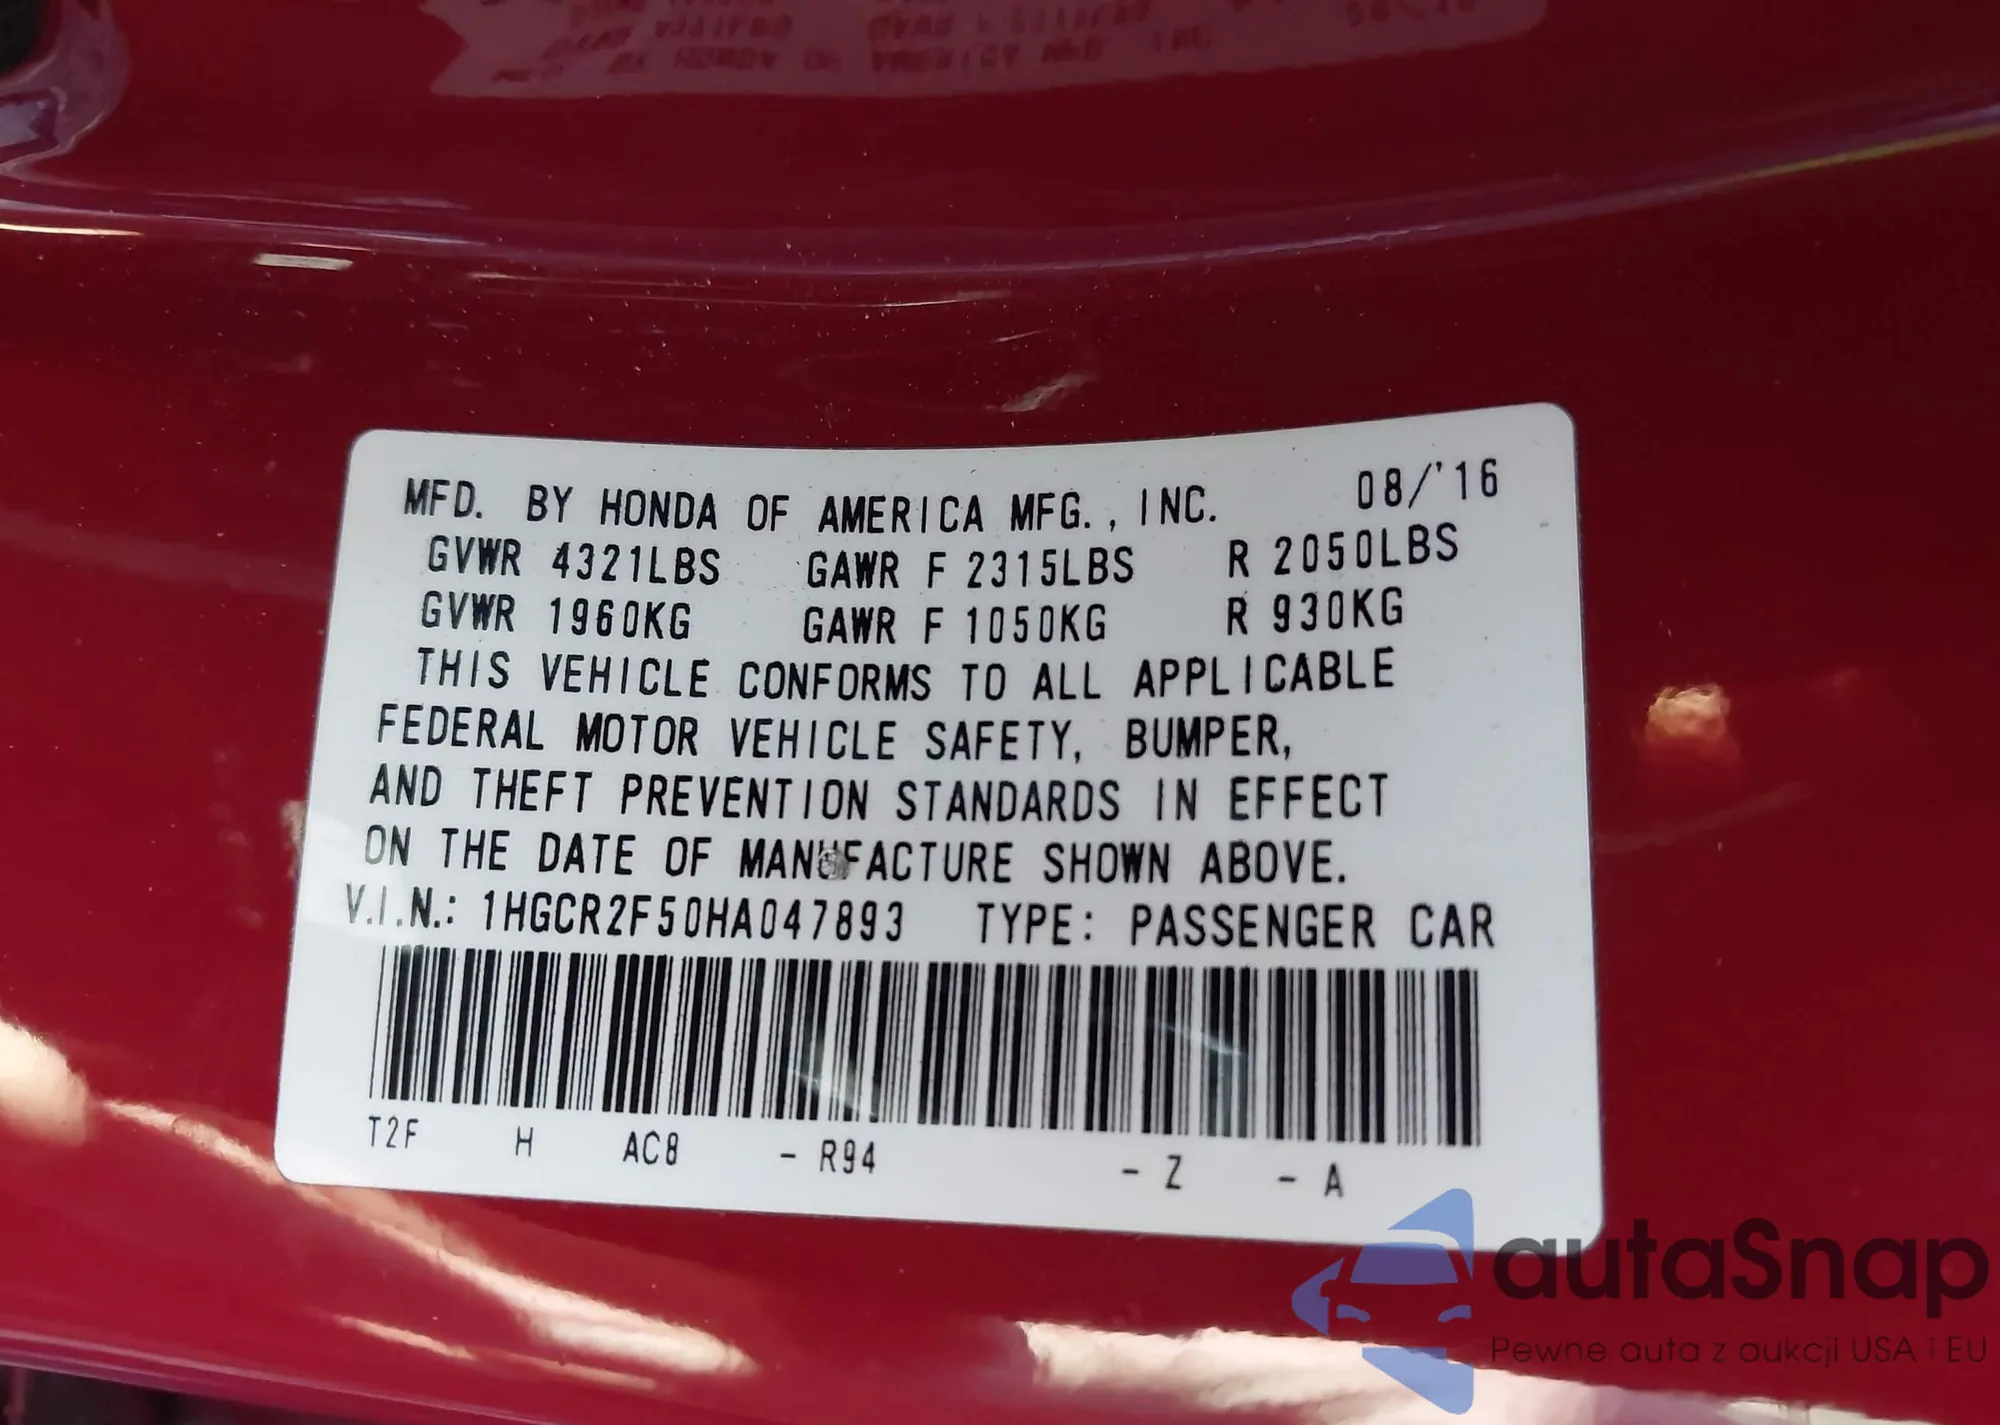 MFD. BY HONDA OF AMERICA MFG., INC. 08/'16
GVWR 4321LBS GAWR F 2315LBS R 2050LBS
GVWR 1960KG GAWR F 1050KG R 930KG
THIS VEHICLE CONFORMS TO ALL APPLICABLE
FEDERAL MOTOR VEHICLE SAFETY, BUMPER,
AND THEFT PREVENTION STANDARDS IN EFFECT
ON THE DATE OF MANUFACTURE SHOWN ABOVE.
V.I.N.: 1HGCR2F50HA047893 TYPE: PASSENGER CAR
T2F H AC8 - R94 - Z - A
autaSnap
Pewne auta z aukcji USA i EU